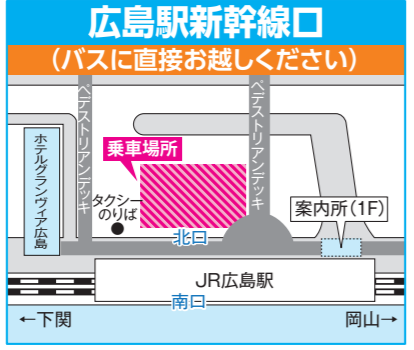 広島駅新幹線口
(バスに直接お越しください)
ペデストリアンデッキ
ペデストリアンデッキ
ホテルグランヴィア広島
乗車場所
タクシー
のりば
案内所(1F)
北口
JR広島駅
南口
←下関
岡山→